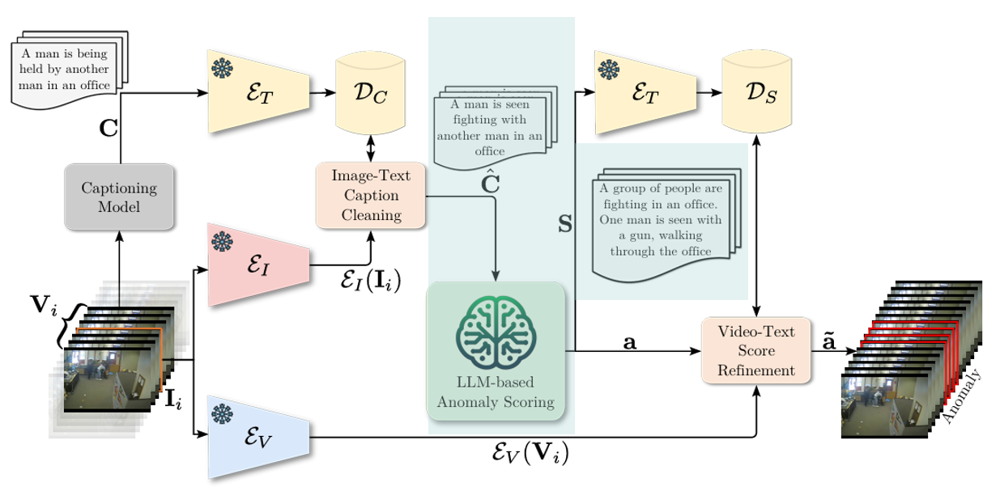 A man is being
held by another
man in an office
C
Captioning
Model
V_i
I_i
ℰ_T
𝒟_C
Image-Text
Caption
Cleaning
ℰ_I
ℰ_I(I_i)
ℰ_V
ℰ_V(V_i)
A man is seen
fighting with
another man in an
office
Ĉ
LLM-based
Anomaly Scoring
S
a
ℰ_T
𝒟_S
A group of people are
fighting in an office.
One man is seen with
a gun, walking
through the office
Video-Text
Score
Refinement
ã
Anomaly